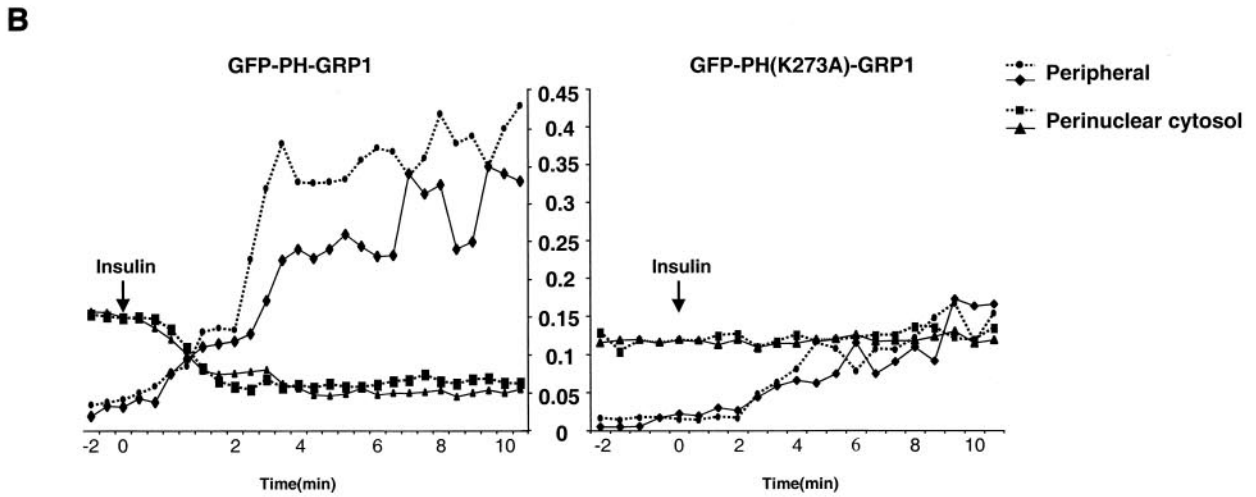 B
GFP-PH-GRP1
GFP-PH(K273A)-GRP1
Peripheral
Perinuclear cytosol
0.45
0.4
0.35
0.3
0.25
0.2
0.15
0.1
0.05
0
Insulin
Insulin
-2 0 2 4 6 8 10
-2 0 2 4 6 8 10
Time(min)
Time(min)